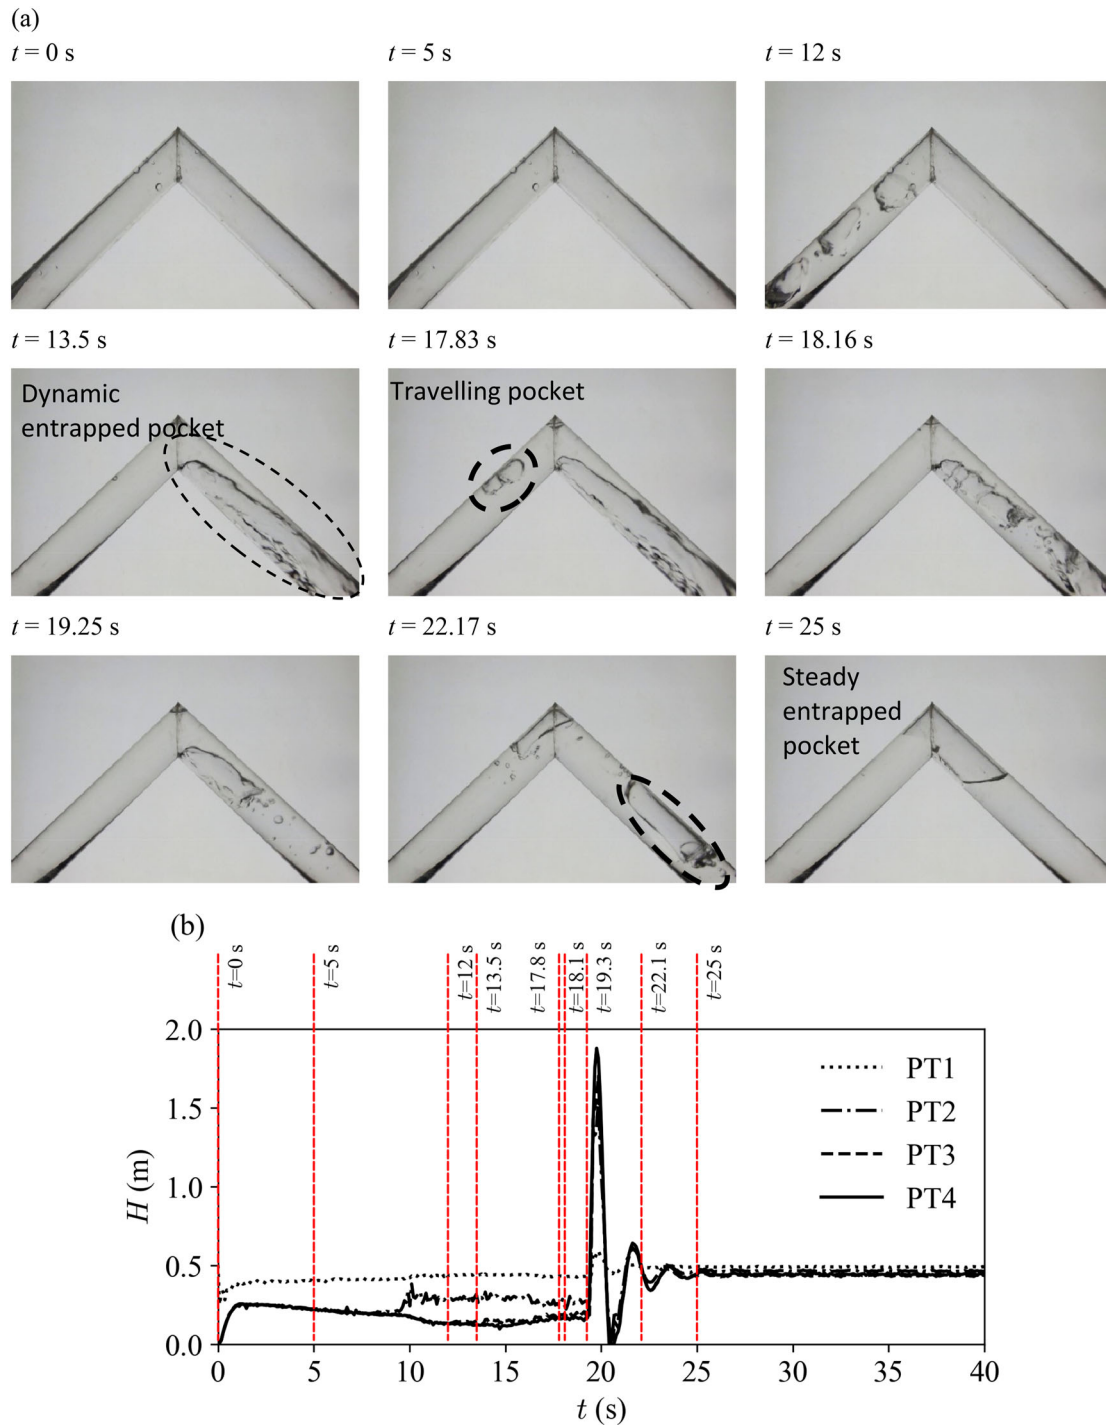 (a)
t = 0 s
t = 5 s
t = 12 s
t = 13.5 s
t = 17.83 s
t = 18.16 s
Dynamic
entrapped pocket
Travelling pocket
t = 19.25 s
t = 22.17 s
t = 25 s
Steady
entrapped
pocket
(b)
t=0 s
t=5 s
t=12 s
t=13.5 s
t=17.8 s
t=18.1 s
t=19.3 s
t=22.1 s
t=25 s
2.0
1.5
1.0
0.5
0.0
H (m)
PT1
PT2
PT3
PT4
0
5
10
15
20
25
30
35
40
t (s)